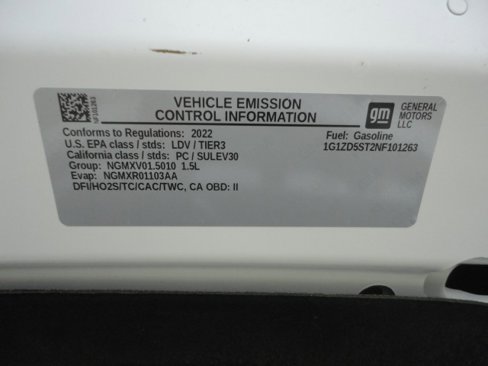 VEHICLE EMISSION
CONTROL INFORMATION
NF101263
gm
GENERAL
MOTORS
LLC
Conforms to Regulations: 2022
U.S. EPA class / stds: LDV / TIER3
California class / stds: PC / SULEV30
Group: NGMXV01.5010 1.5L
Evap: NGMXR01103AA
DFI/HO2S/TC/CAC/TWC, CA OBD: II
Fuel: Gasoline
1G1ZD5ST2NF101263